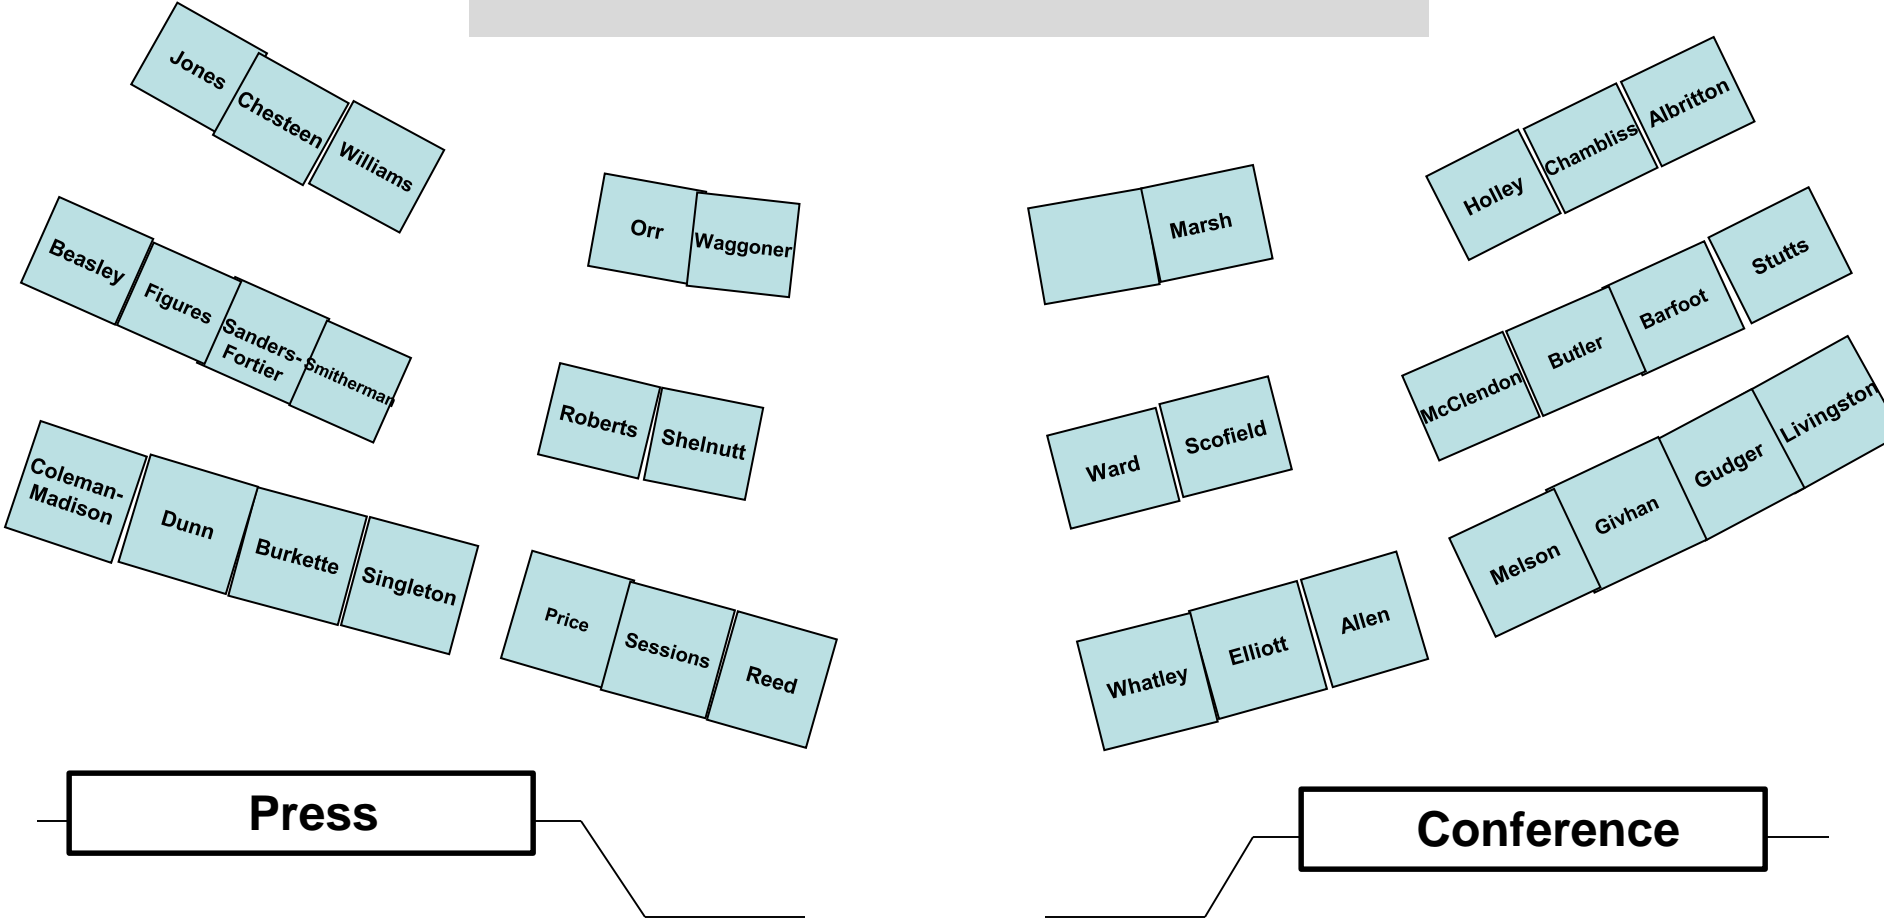 Jones
Chesteen
Williams
Orr
Waggoner
Marsh
Holley
Chambliss
Albritton
Beasley
Figures
Sanders-
Fortier
Smitherman
Roberts
Shelnutt
Ward
Scofield
McClendon
Butler
Barfoot
Stutts
Coleman-
Madison
Dunn
Burkette
Singleton
Price
Sessions
Reed
Whatley
Elliott
Allen
Melson
Givhan
Gudger
Livingston
Press
Conference